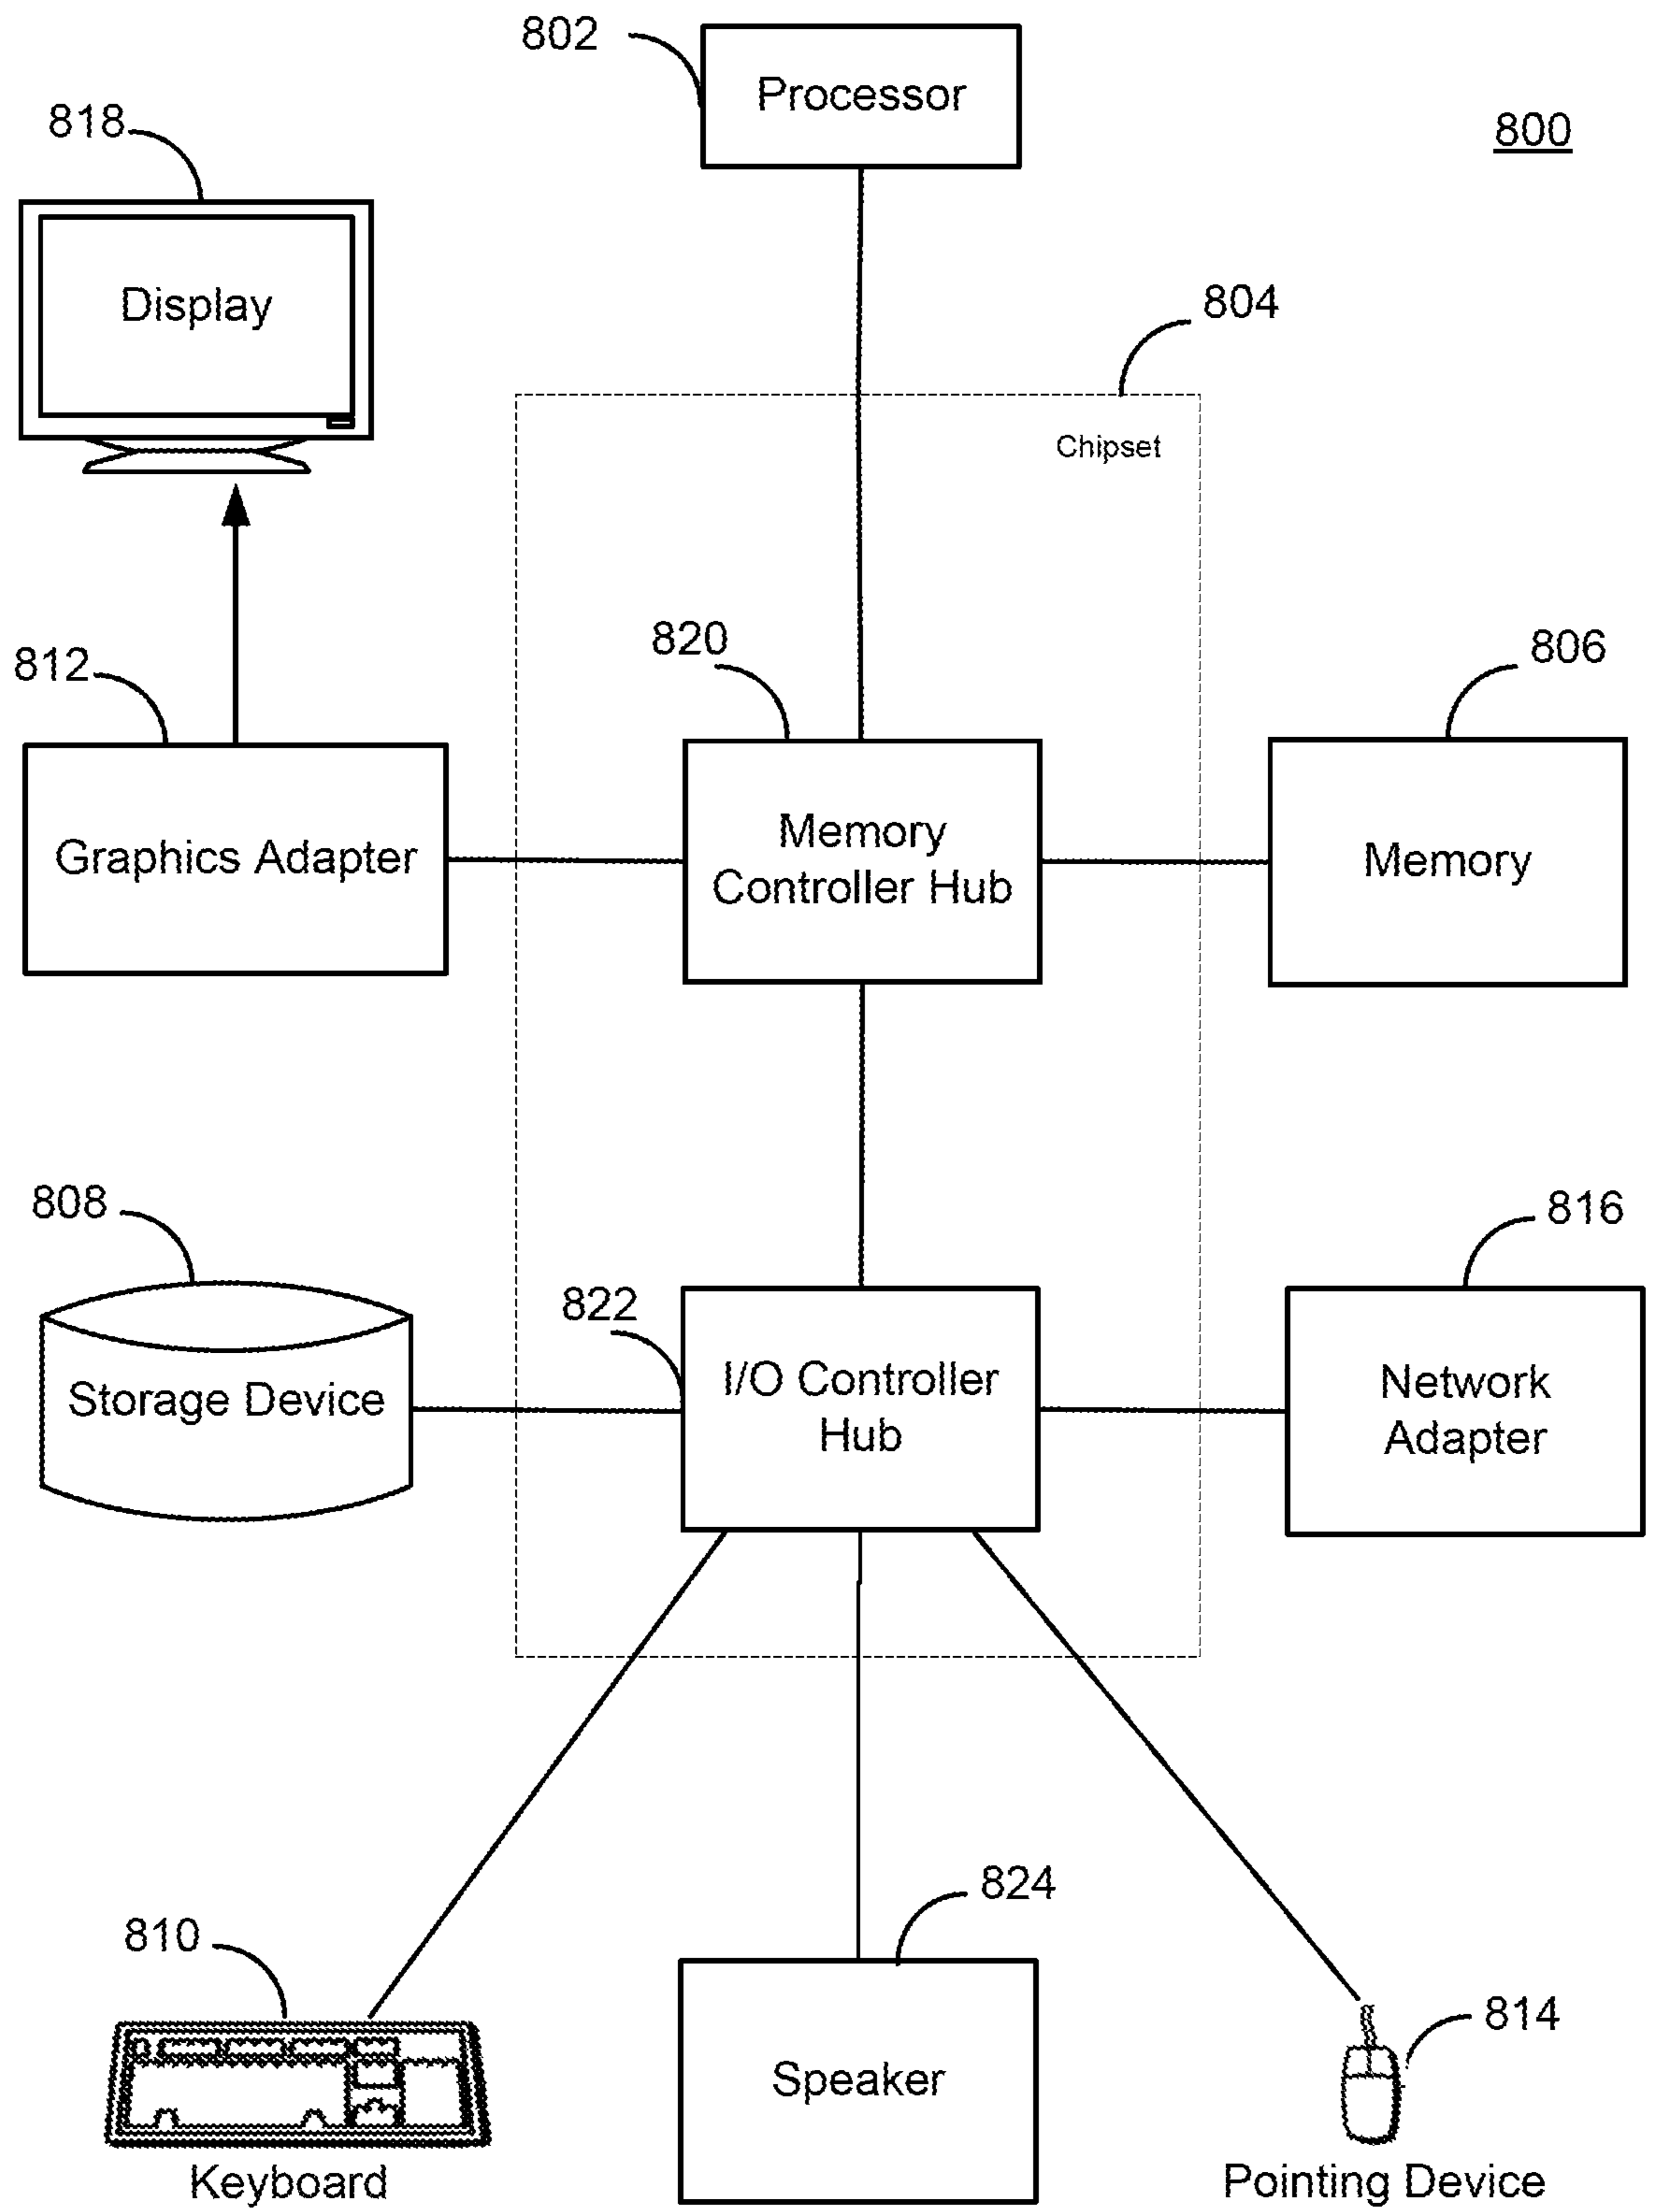 802
Processor
800
818
Display
804
Chipset
820
806
812
Memory
Controller Hub
Graphics Adapter
Memory
808
816
822
I/O Controller
Hub
Storage Device
Network
Adapter
824
810
814
Speaker
Keyboard
Pointing Device